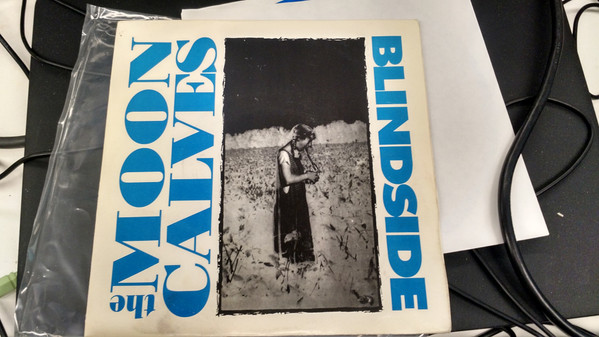 the MOON
CALVES
BLINDSIDE